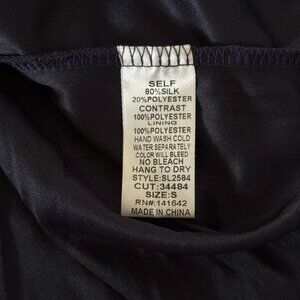 SELF
80%SILK
20%POLYESTER
CONTRAST
100%POLYESTER
LINING
100%POLYESTER
HAND WASH COLD
WATER SEPARATELY
COLOR WILL BLEED
NO BLEACH
HANG TO DRY
STYLE:SL2584
CUT:34484
SIZE:S
RN#:141642
MADE IN CHINA